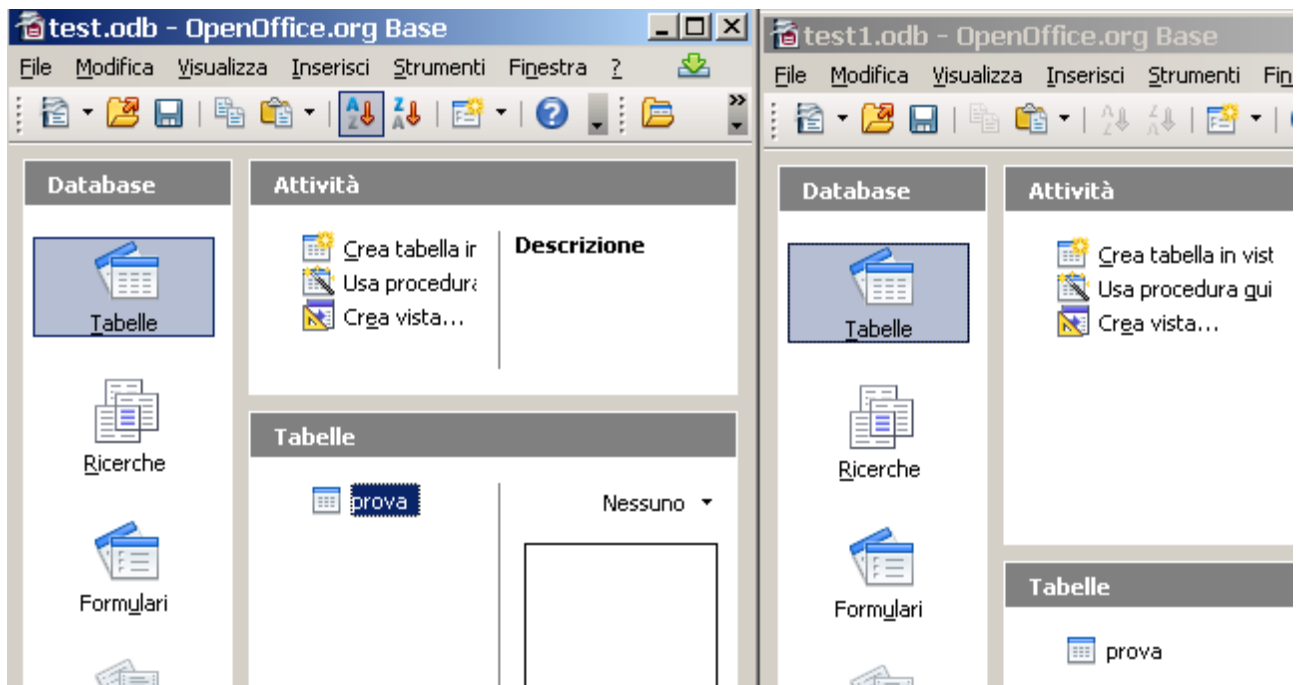 test.odb - OpenOffice.org Base
File Modifica Visualizza Inserisci Strumenti Finestra ?
Database
Attività
Tabelle
Crea tabella in
Usa procedura
Crea vista...
Descrizione
Ricerche
Formulari
Tabelle
prova
Nessuno
test1.odb - OpenOffice.org Base
File Modifica Visualizza Inserisci Strumenti Fin
Database
Attività
Tabelle
Crea tabella in vist
Usa procedura gui
Crea vista...
Ricerche
Formulari
Tabelle
prova